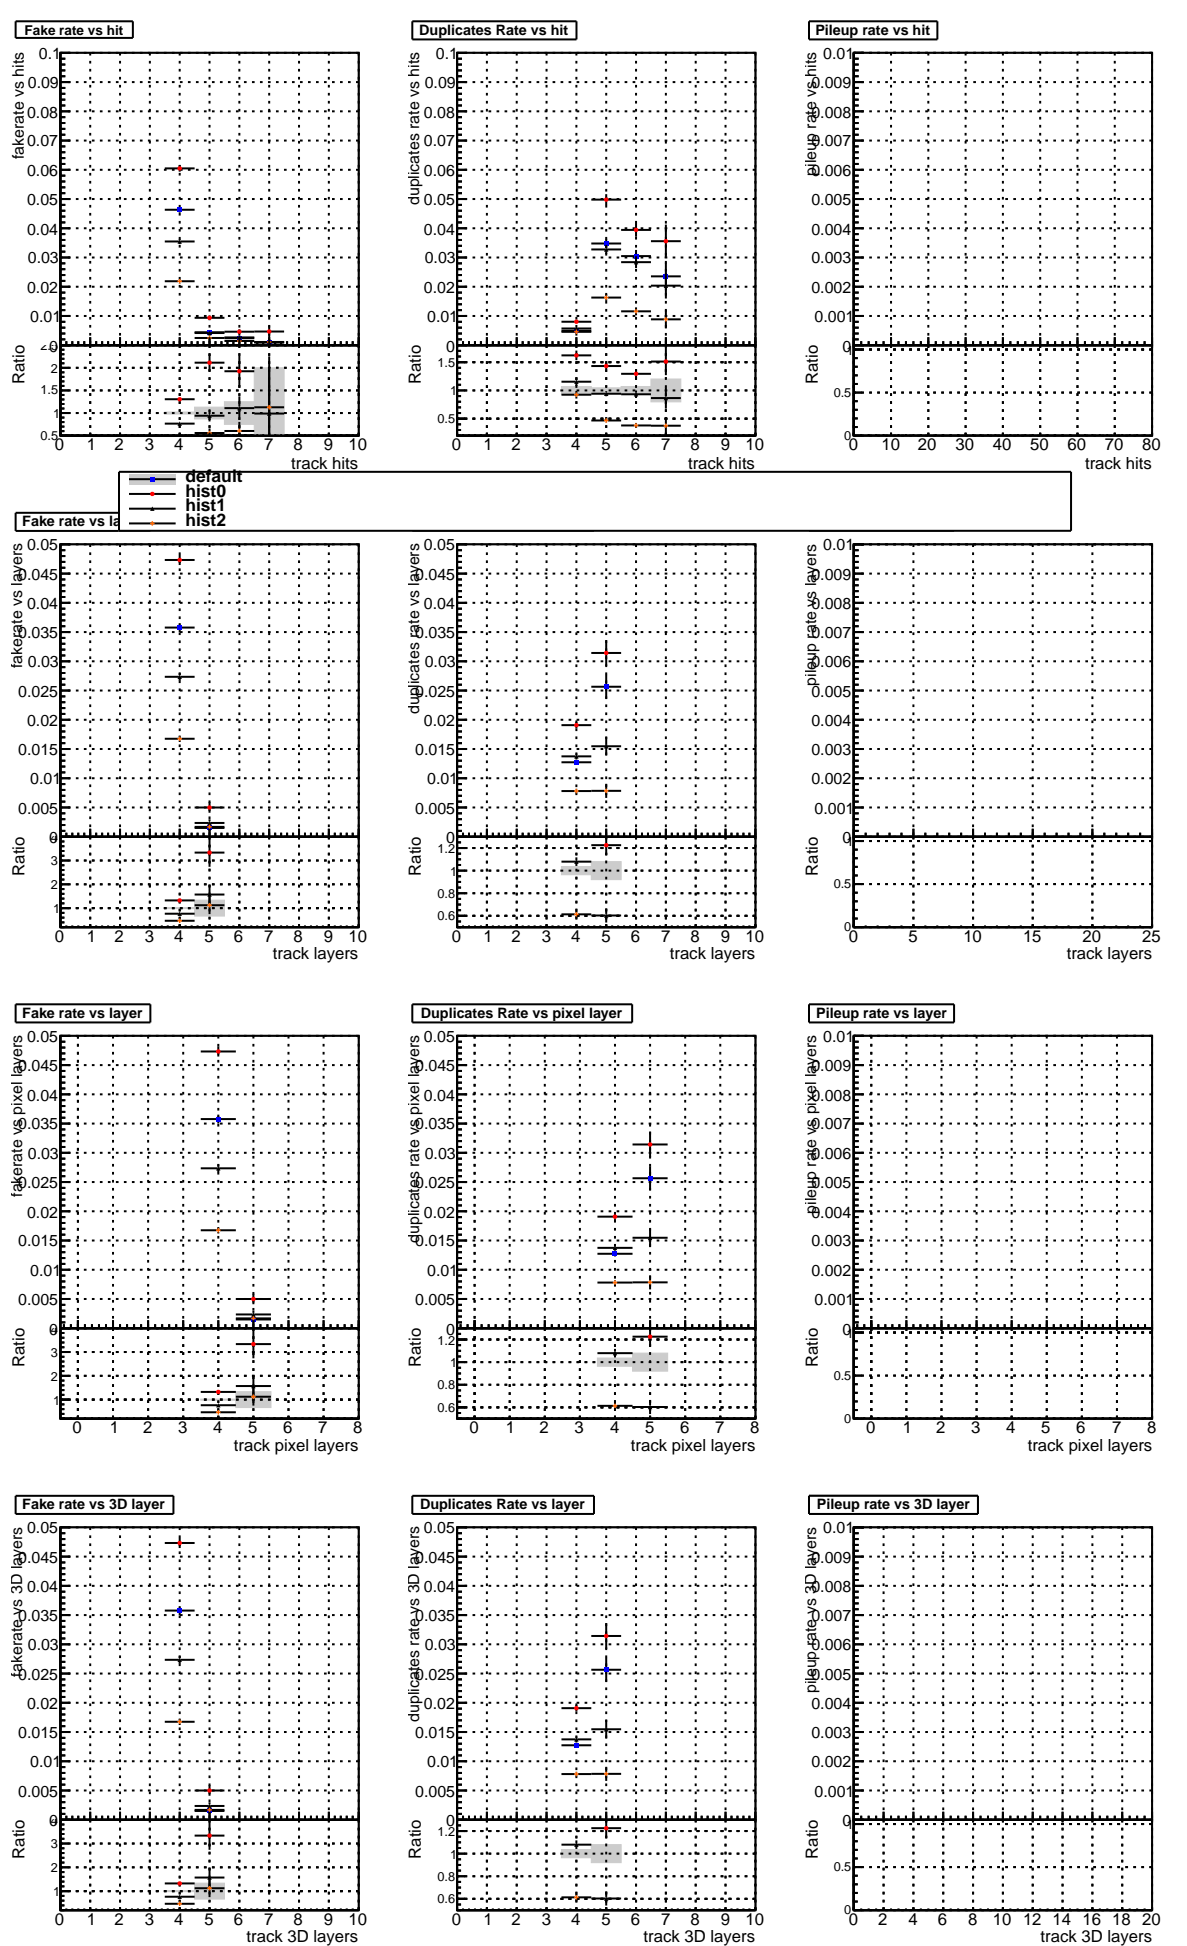 Fake rate vs hit
fakerate vs hits
0.1
0.09
0.08
0.07
0.06
0.05
0.04
0.03
0.02
0.01
0
Ratio
2
1.5
1
0.5
0 1 2 3 4 5 6 7 8 9 10
track hits
Duplicates Rate vs hit
duplicates rate vs hits
0.1
0.09
0.08
0.07
0.06
0.05
0.04
0.03
0.02
0.01
0
Ratio
1.5
1
0.5
0 1 2 3 4 5 6 7 8 9 10
track hits
Pileup rate vs hit
pileup rate vs hits
0.01
0.009
0.008
0.007
0.006
0.005
0.004
0.003
0.002
0.001
0
Ratio
1
0.5
0
10 20 30 40 50 60 70 80
track hits
default
hist0
hist1
hist2
Fake rate vs la
fakerate vs layers
0.05
0.045
0.04
0.035
0.03
0.025
0.02
0.015
0.01
0.005
0
Ratio
3
2
1
0 1 2 3 4 5 6 7 8 9 10
track layers
duplicates rate vs layers
0.05
0.045
0.04
0.035
0.03
0.025
0.02
0.015
0.01
0.005
0
Ratio
1.2
1
0.8
0.6
0 1 2 3 4 5 6 7 8 9 10
track layers
pileup rate vs layers
0.01
0.009
0.008
0.007
0.006
0.005
0.004
0.003
0.002
0.001
0
Ratio
1
0.5
0
0 5 10 15 20 25
track layers
Fake rate vs layer
fakerate vs pixel layers
0.05
0.045
0.04
0.035
0.03
0.025
0.02
0.015
0.01
0.005
0
Ratio
3
2
1
0 1 2 3 4 5 6 7 8
track pixel layers
Duplicates Rate vs pixel layer
duplicates rate vs pixel layers
0.05
0.045
0.04
0.035
0.03
0.025
0.02
0.015
0.01
0.005
0
Ratio
1.2
1
0.8
0.6
0 1 2 3 4 5 6 7 8
track pixel layers
Pileup rate vs layer
pileup rate vs pixel layers
0.01
0.009
0.008
0.007
0.006
0.005
0.004
0.003
0.002
0.001
0
Ratio
1
0.5
0
0 1 2 3 4 5 6 7 8
track pixel layers
Fake rate vs 3D layer
fakerate vs 3D layers
0.05
0.045
0.04
0.035
0.03
0.025
0.02
0.015
0.01
0.005
0
Ratio
3
2
1
0 1 2 3 4 5 6 7 8 9 10
track 3D layers
Duplicates Rate vs layer
duplicates rate vs 3D layers
0.05
0.045
0.04
0.035
0.03
0.025
0.02
0.015
0.01
0.005
0
Ratio
1.2
1
0.8
0.6
0 1 2 3 4 5 6 7 8 9 10
track 3D layers
Pileup rate vs 3D layer
pileup rate vs 3D layers
0.01
0.009
0.008
0.007
0.006
0.005
0.004
0.003
0.002
0.001
0
Ratio
1
0.5
0
0 2 4 6 8 10 12 14 16 18 20
track 3D layers